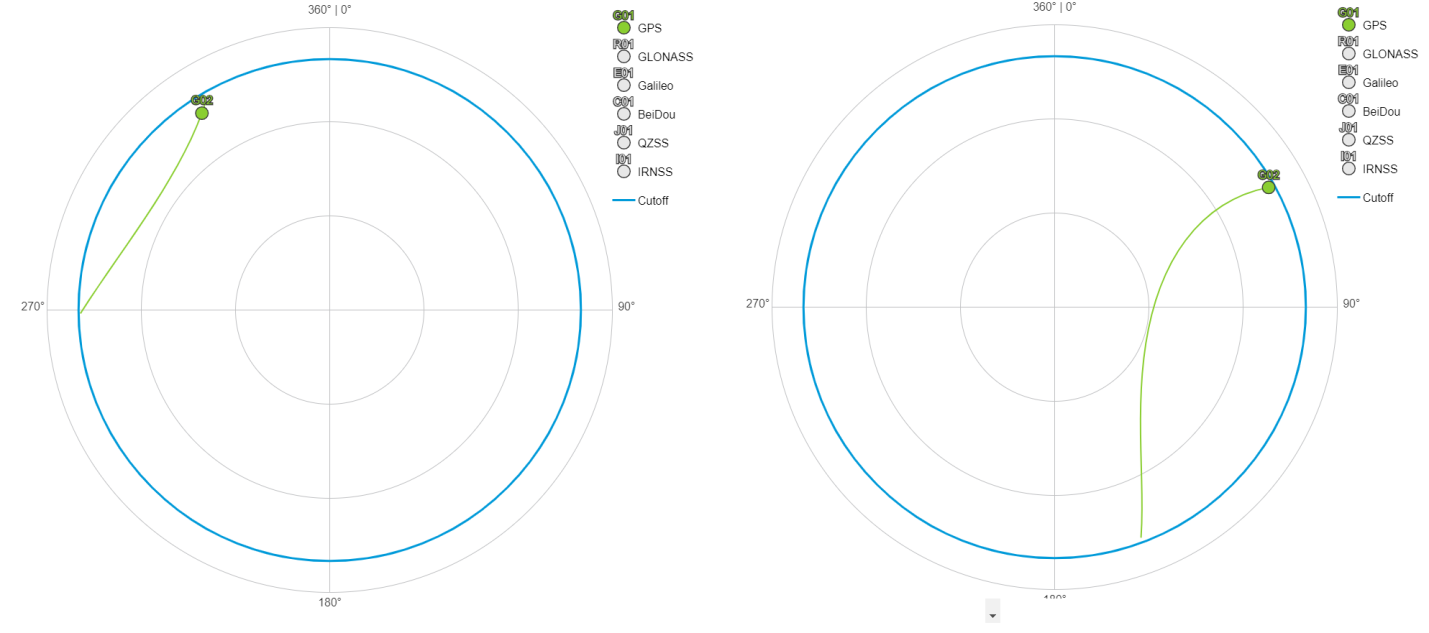 360° | 0°
G01
GPS
R01
GLONASS
E01
Galileo
C01
BeiDou
J01
QZSS
I01
IRNSS
Cutoff
G02
270°
90°
180°
360° | 0°
G01
GPS
R01
GLONASS
E01
Galileo
C01
BeiDou
J01
QZSS
I01
IRNSS
Cutoff
G02
270°
90°
180°